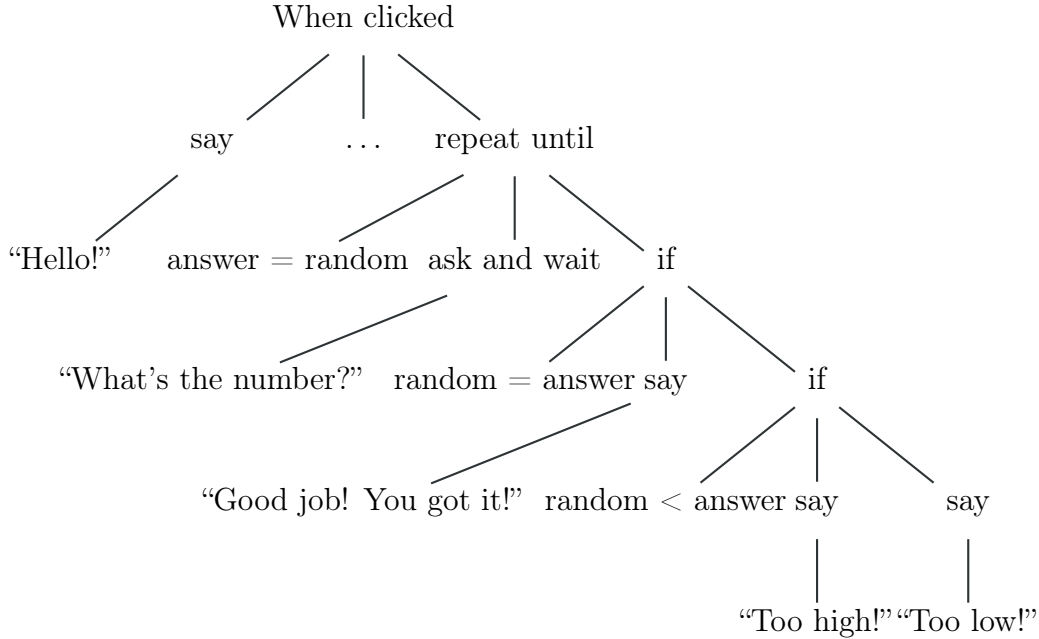 When clicked
say ... repeat until
“Hello!” answer = random ask and wait if
“What's the number?” random = answer say if
“Good job! You got it!” random < answer say say
“Too high!” “Too low!”